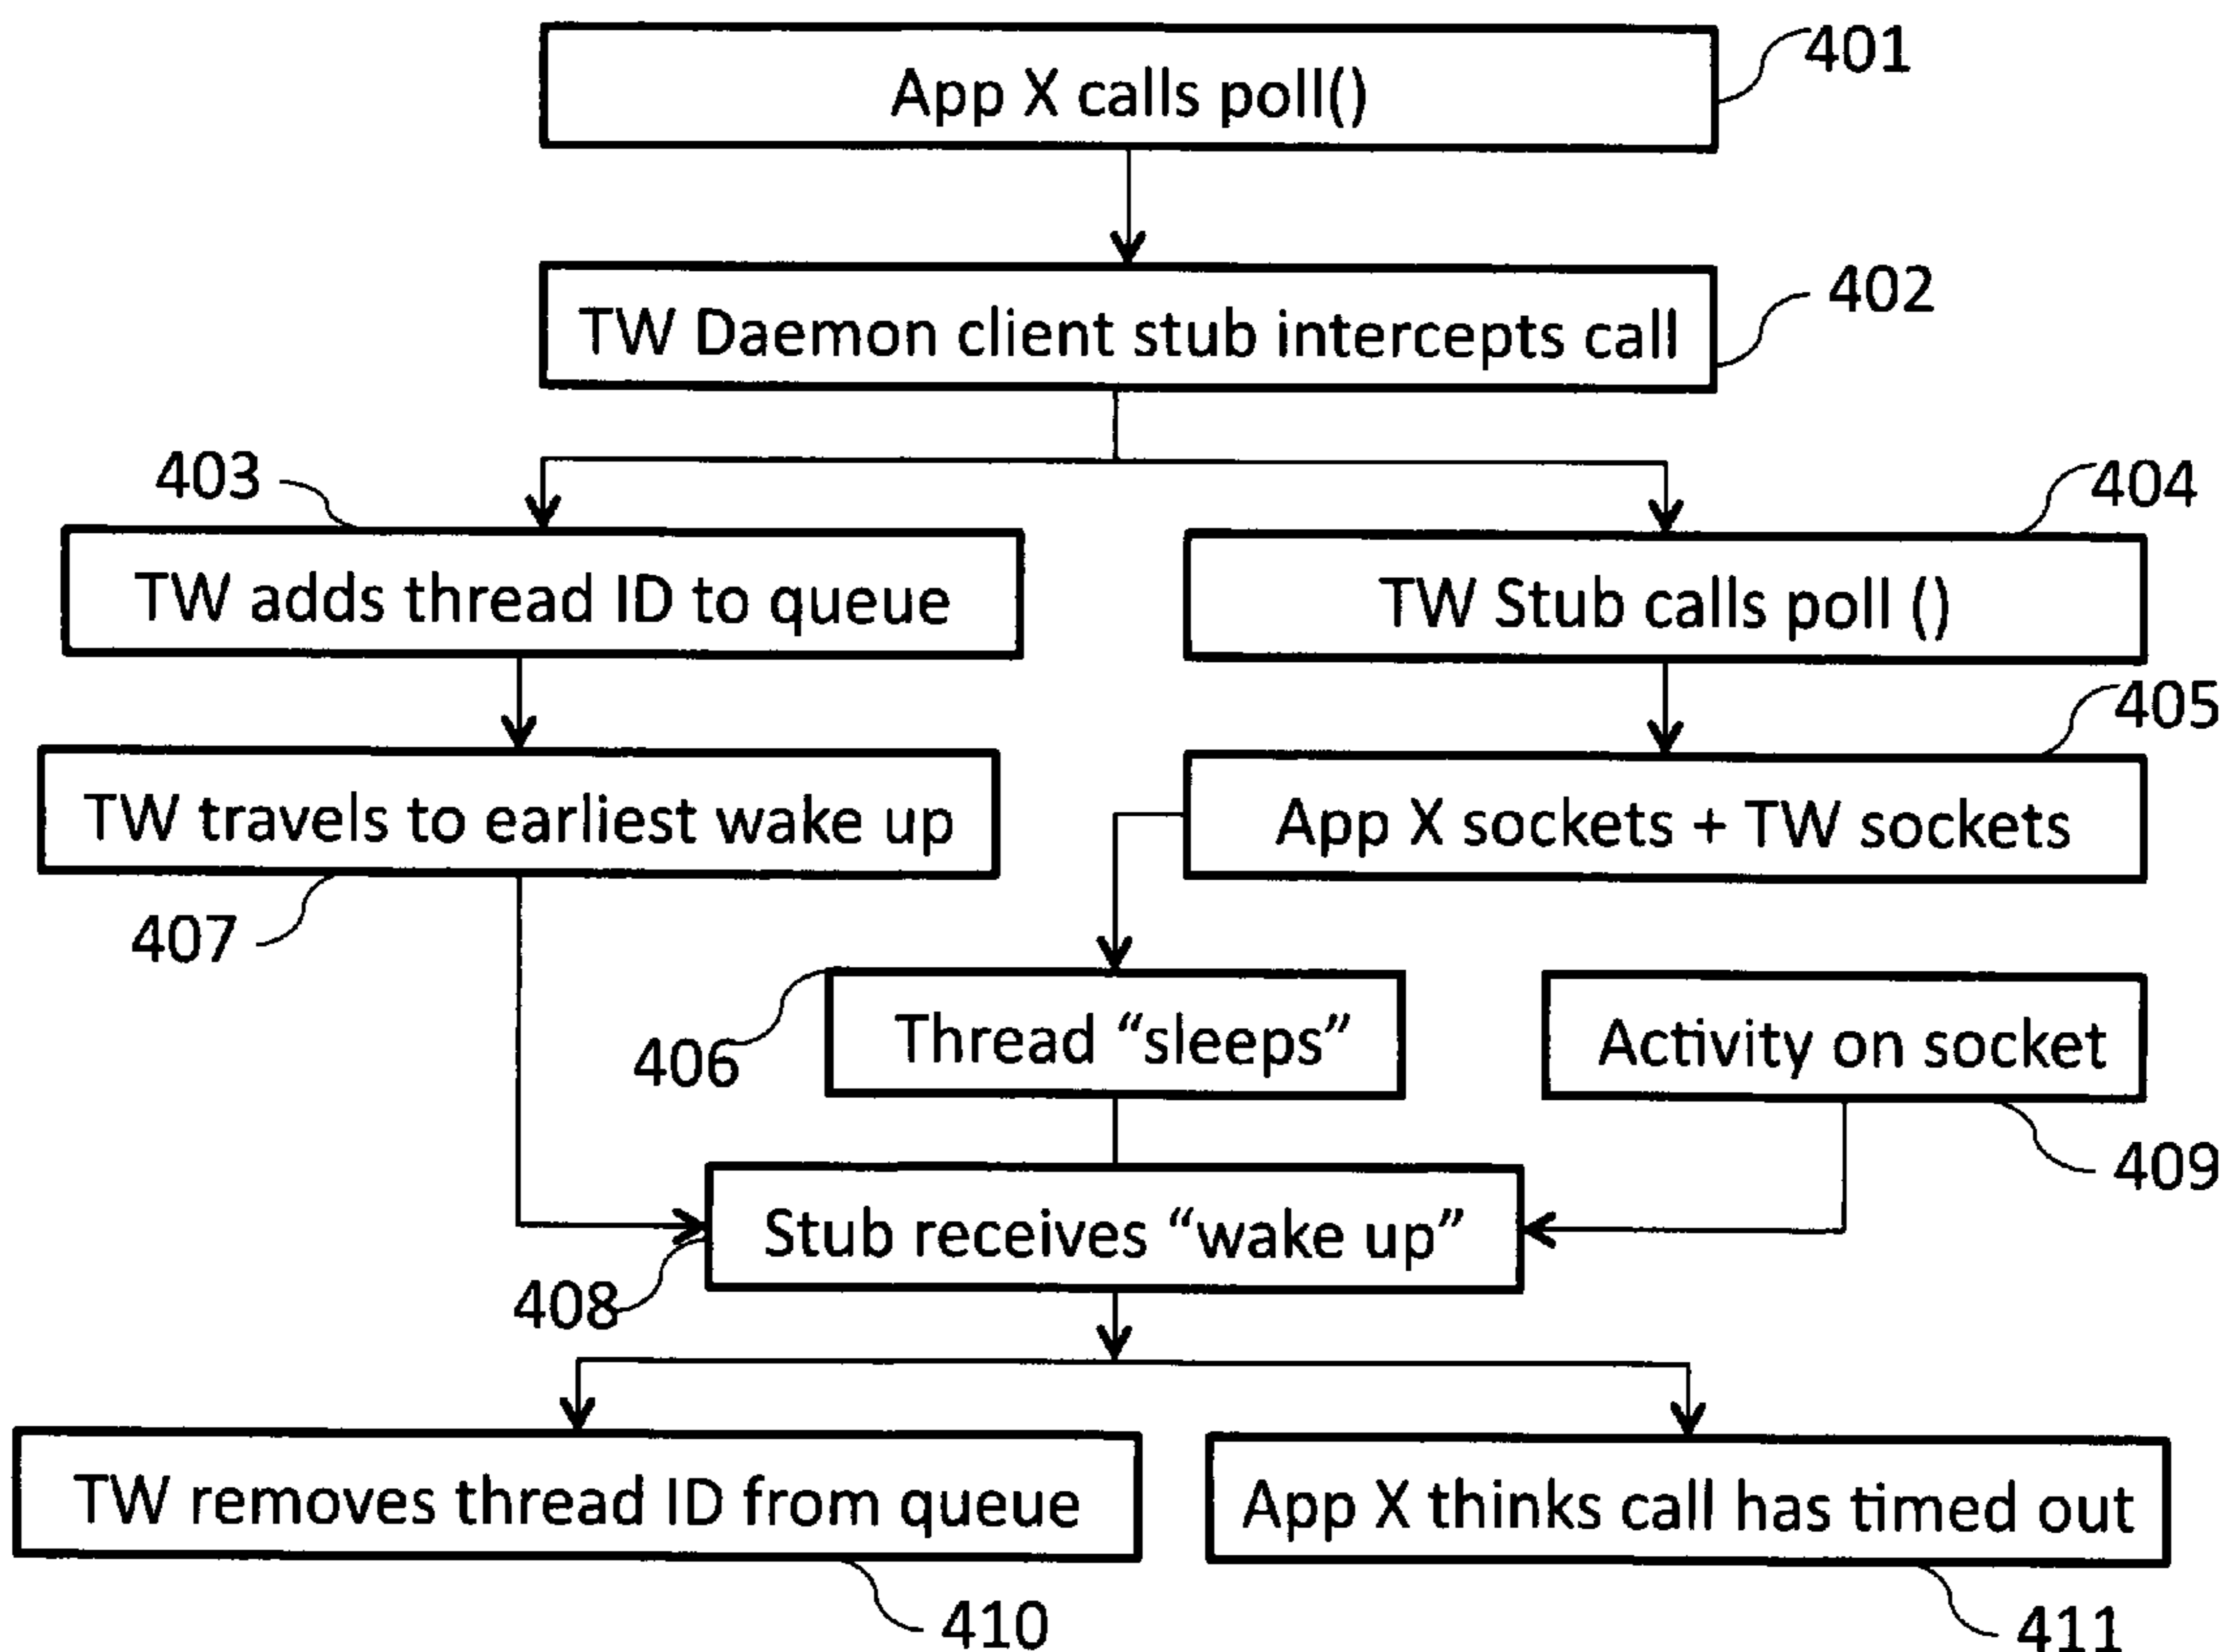 App X calls poll()
401
TW Daemon client stub intercepts call
402
403
404
TW adds thread ID to queue
TW Stub calls poll ()
405
TW travels to earliest wake up
App X sockets + TW sockets
407
406
Thread “sleeps”
Activity on socket
409
Stub receives “wake up”
408
TW removes thread ID from queue
App X thinks call has timed out
410
411